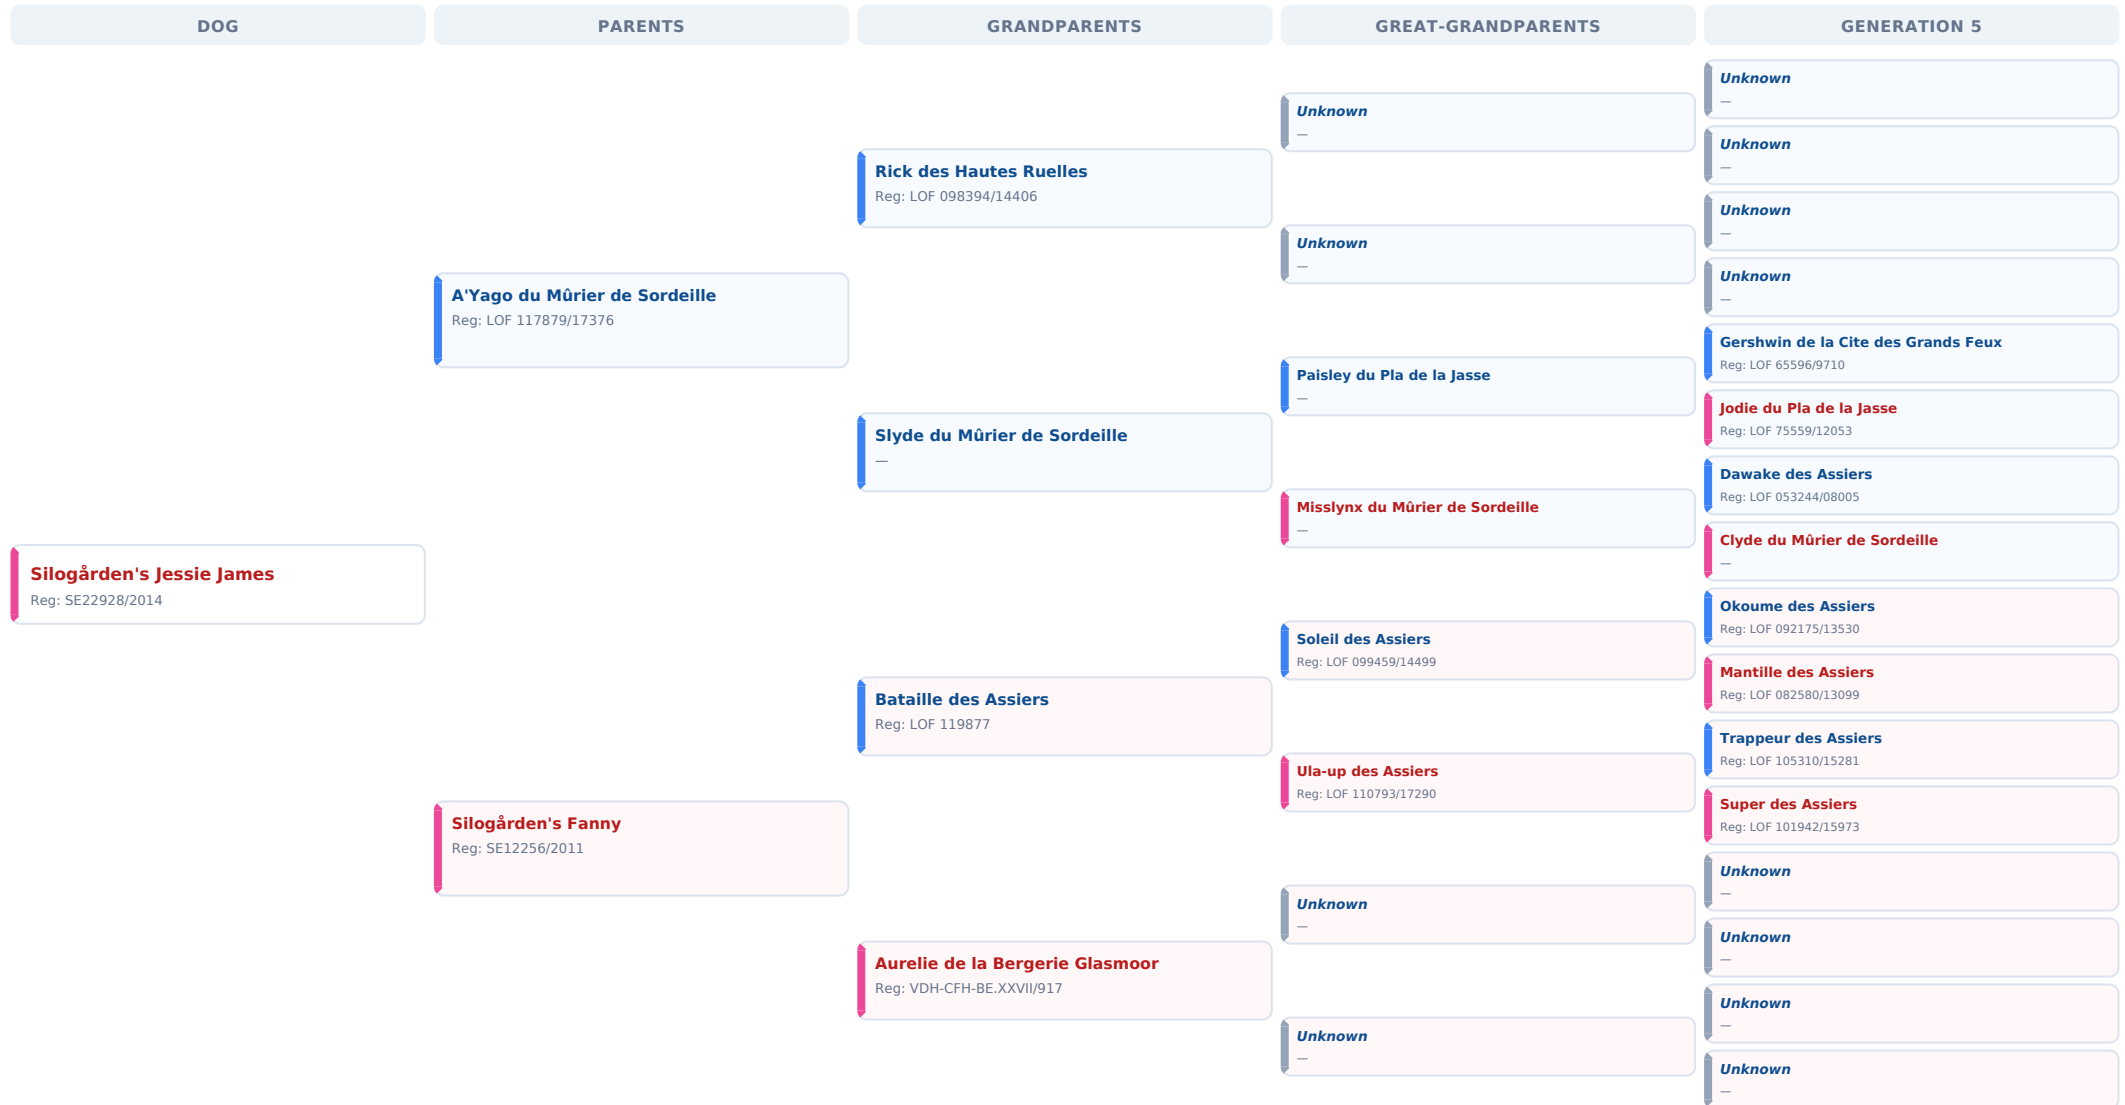 DOG
PARENTS
GRANDPARENTS
GREAT-GRANDPARENTS
GENERATION 5
Silogården's Jessie James
Reg: SE22928/2014
A'Yago du Mûrier de Sordeille
Reg: LOF 117879/17376
Silogården's Fanny
Reg: SE12256/2011
Rick des Hautes Ruelles
Reg: LOF 098394/14406
Slyde du Mûrier de Sordeille
—
Bataille des Assiers
Reg: LOF 119877
Aurelie de la Bergerie Glasmoor
Reg: VDH-CFH-BE.XXVII/917
Unknown
—
Unknown
—
Paisley du Pla de la Jasse
—
Misslynx du Mûrier de Sordeille
—
Soleil des Assiers
Reg: LOF 099459/14499
Ula-up des Assiers
Reg: LOF 110793/17290
Unknown
—
Unknown
—
Unknown
—
Unknown
—
Unknown
—
Unknown
—
Gershwin de la Cite des Grands Feux
Reg: LOF 65596/9710
Jodie du Pla de la Jasse
Reg: LOF 75559/12053
Dawake des Assiers
Reg: LOF 053244/08005
Clyde du Mûrier de Sordeille
—
Okoume des Assiers
Reg: LOF 092175/13530
Mantille des Assiers
Reg: LOF 082580/13099
Trappeur des Assiers
Reg: LOF 105310/15281
Super des Assiers
Reg: LOF 101942/15973
Unknown
—
Unknown
—
Unknown
—
Unknown
—